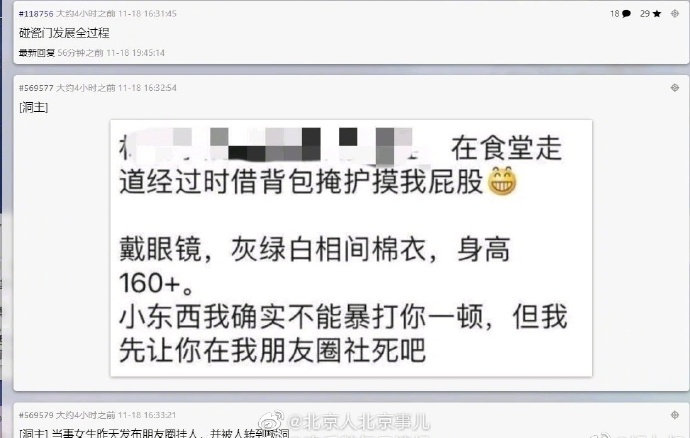 #118756 大约4小时之前 11-18 16:31:45 18 29
碰瓷门发展全过程
最新回复 56分钟之前 11-18 19:45:14
#569577 大约4小时之前 11-18 16:32:54
[洞主]
在食堂走
道经过时借背包掩护摸我屁股😁
戴眼镜，灰绿白相间棉衣，身高
160+。
小东西我确实不能暴打你一顿，但我
先让你在我朋友圈社死吧
#569579 大约4小时之前 11-18 16:33:21
@北京人北京事儿
[洞主] 当事女生昨天发布朋友圈挂人，并被人转到树洞